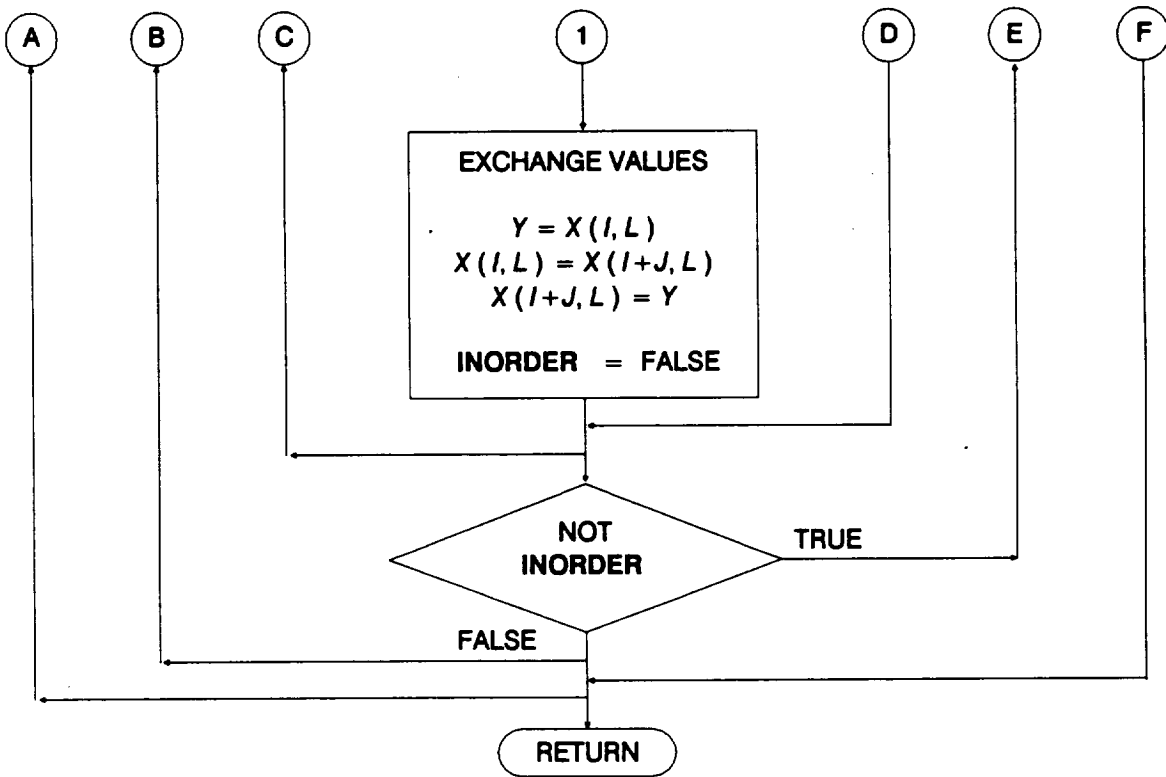 A B C 1 D E F
EXCHANGE VALUES
Y = X(I, L)
X(I, L) = X(I+J, L)
X(I+J, L) = Y
INORDER = FALSE
NOT
INORDER
TRUE
FALSE
RETURN